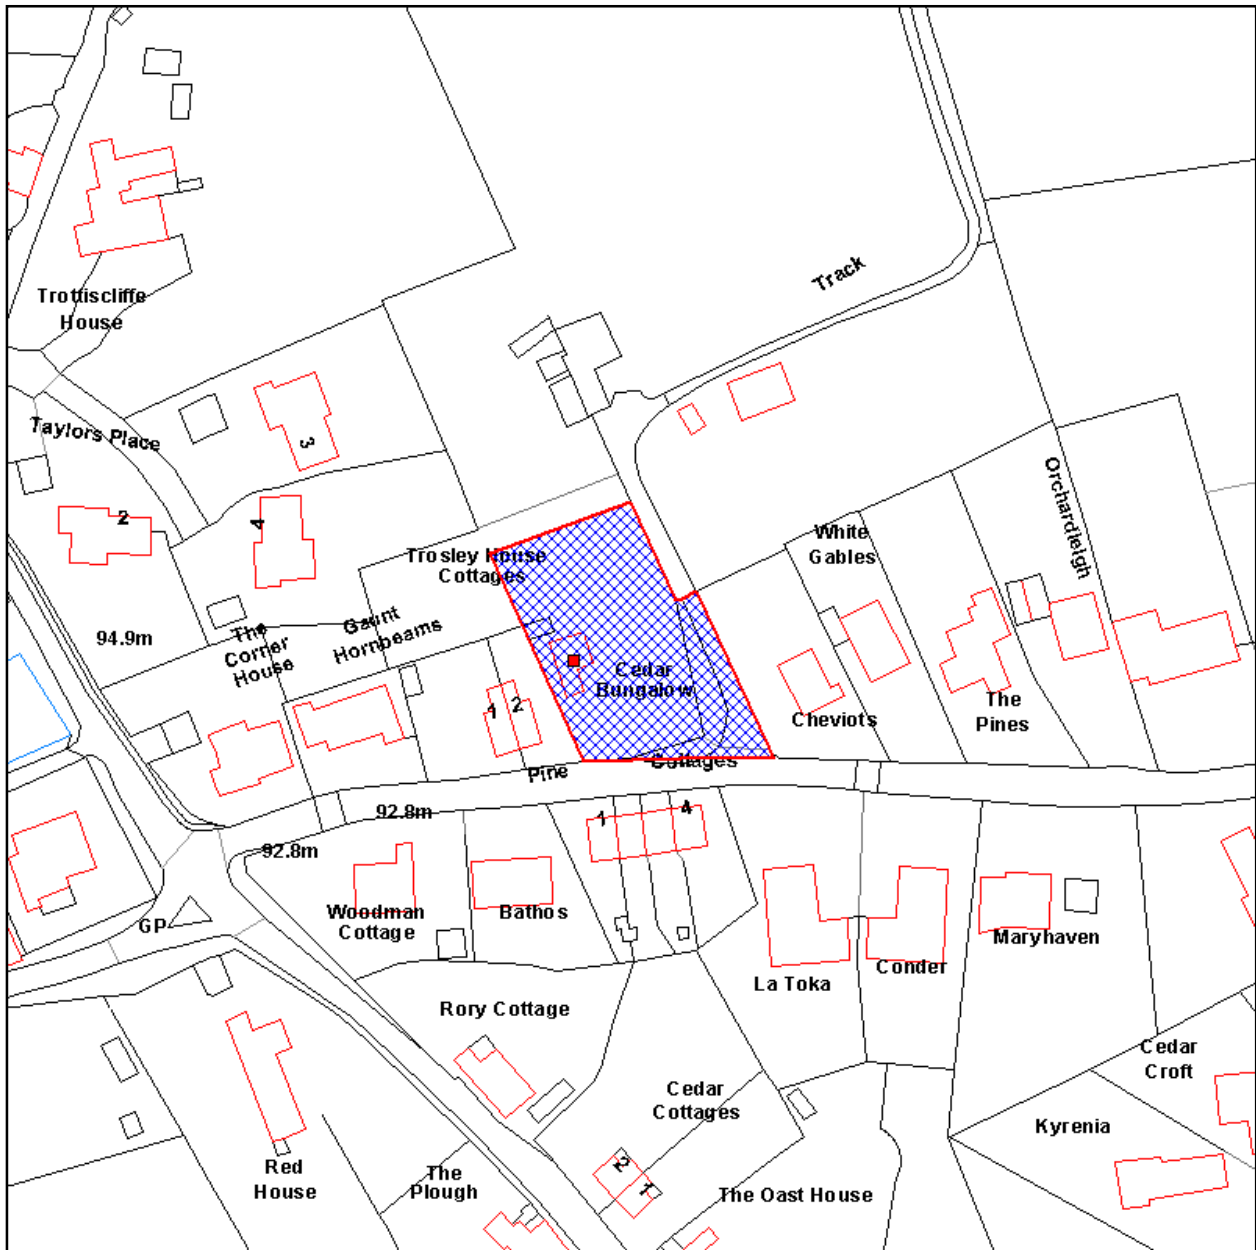 Track
Trottiscliffe
House
Taylors Place
3
2
4
Orchardleigh
White
Gables
Trosley House
Cottages
94.9m
The
Corner
House
Gaunt
Hornbeams
Cedar
Bungalow
1
2
Cheviots
The
Pines
Pine
Cottages
92.8m
92.8m
1
4
Woodman
Cottage
Bathos
GP
La Toka
Conder
Maryhaven
Rory Cottage
Cedar
Cottages
Cedar
Croft
Kyrenia
Red
House
The
Plough
2
1
The Oast House